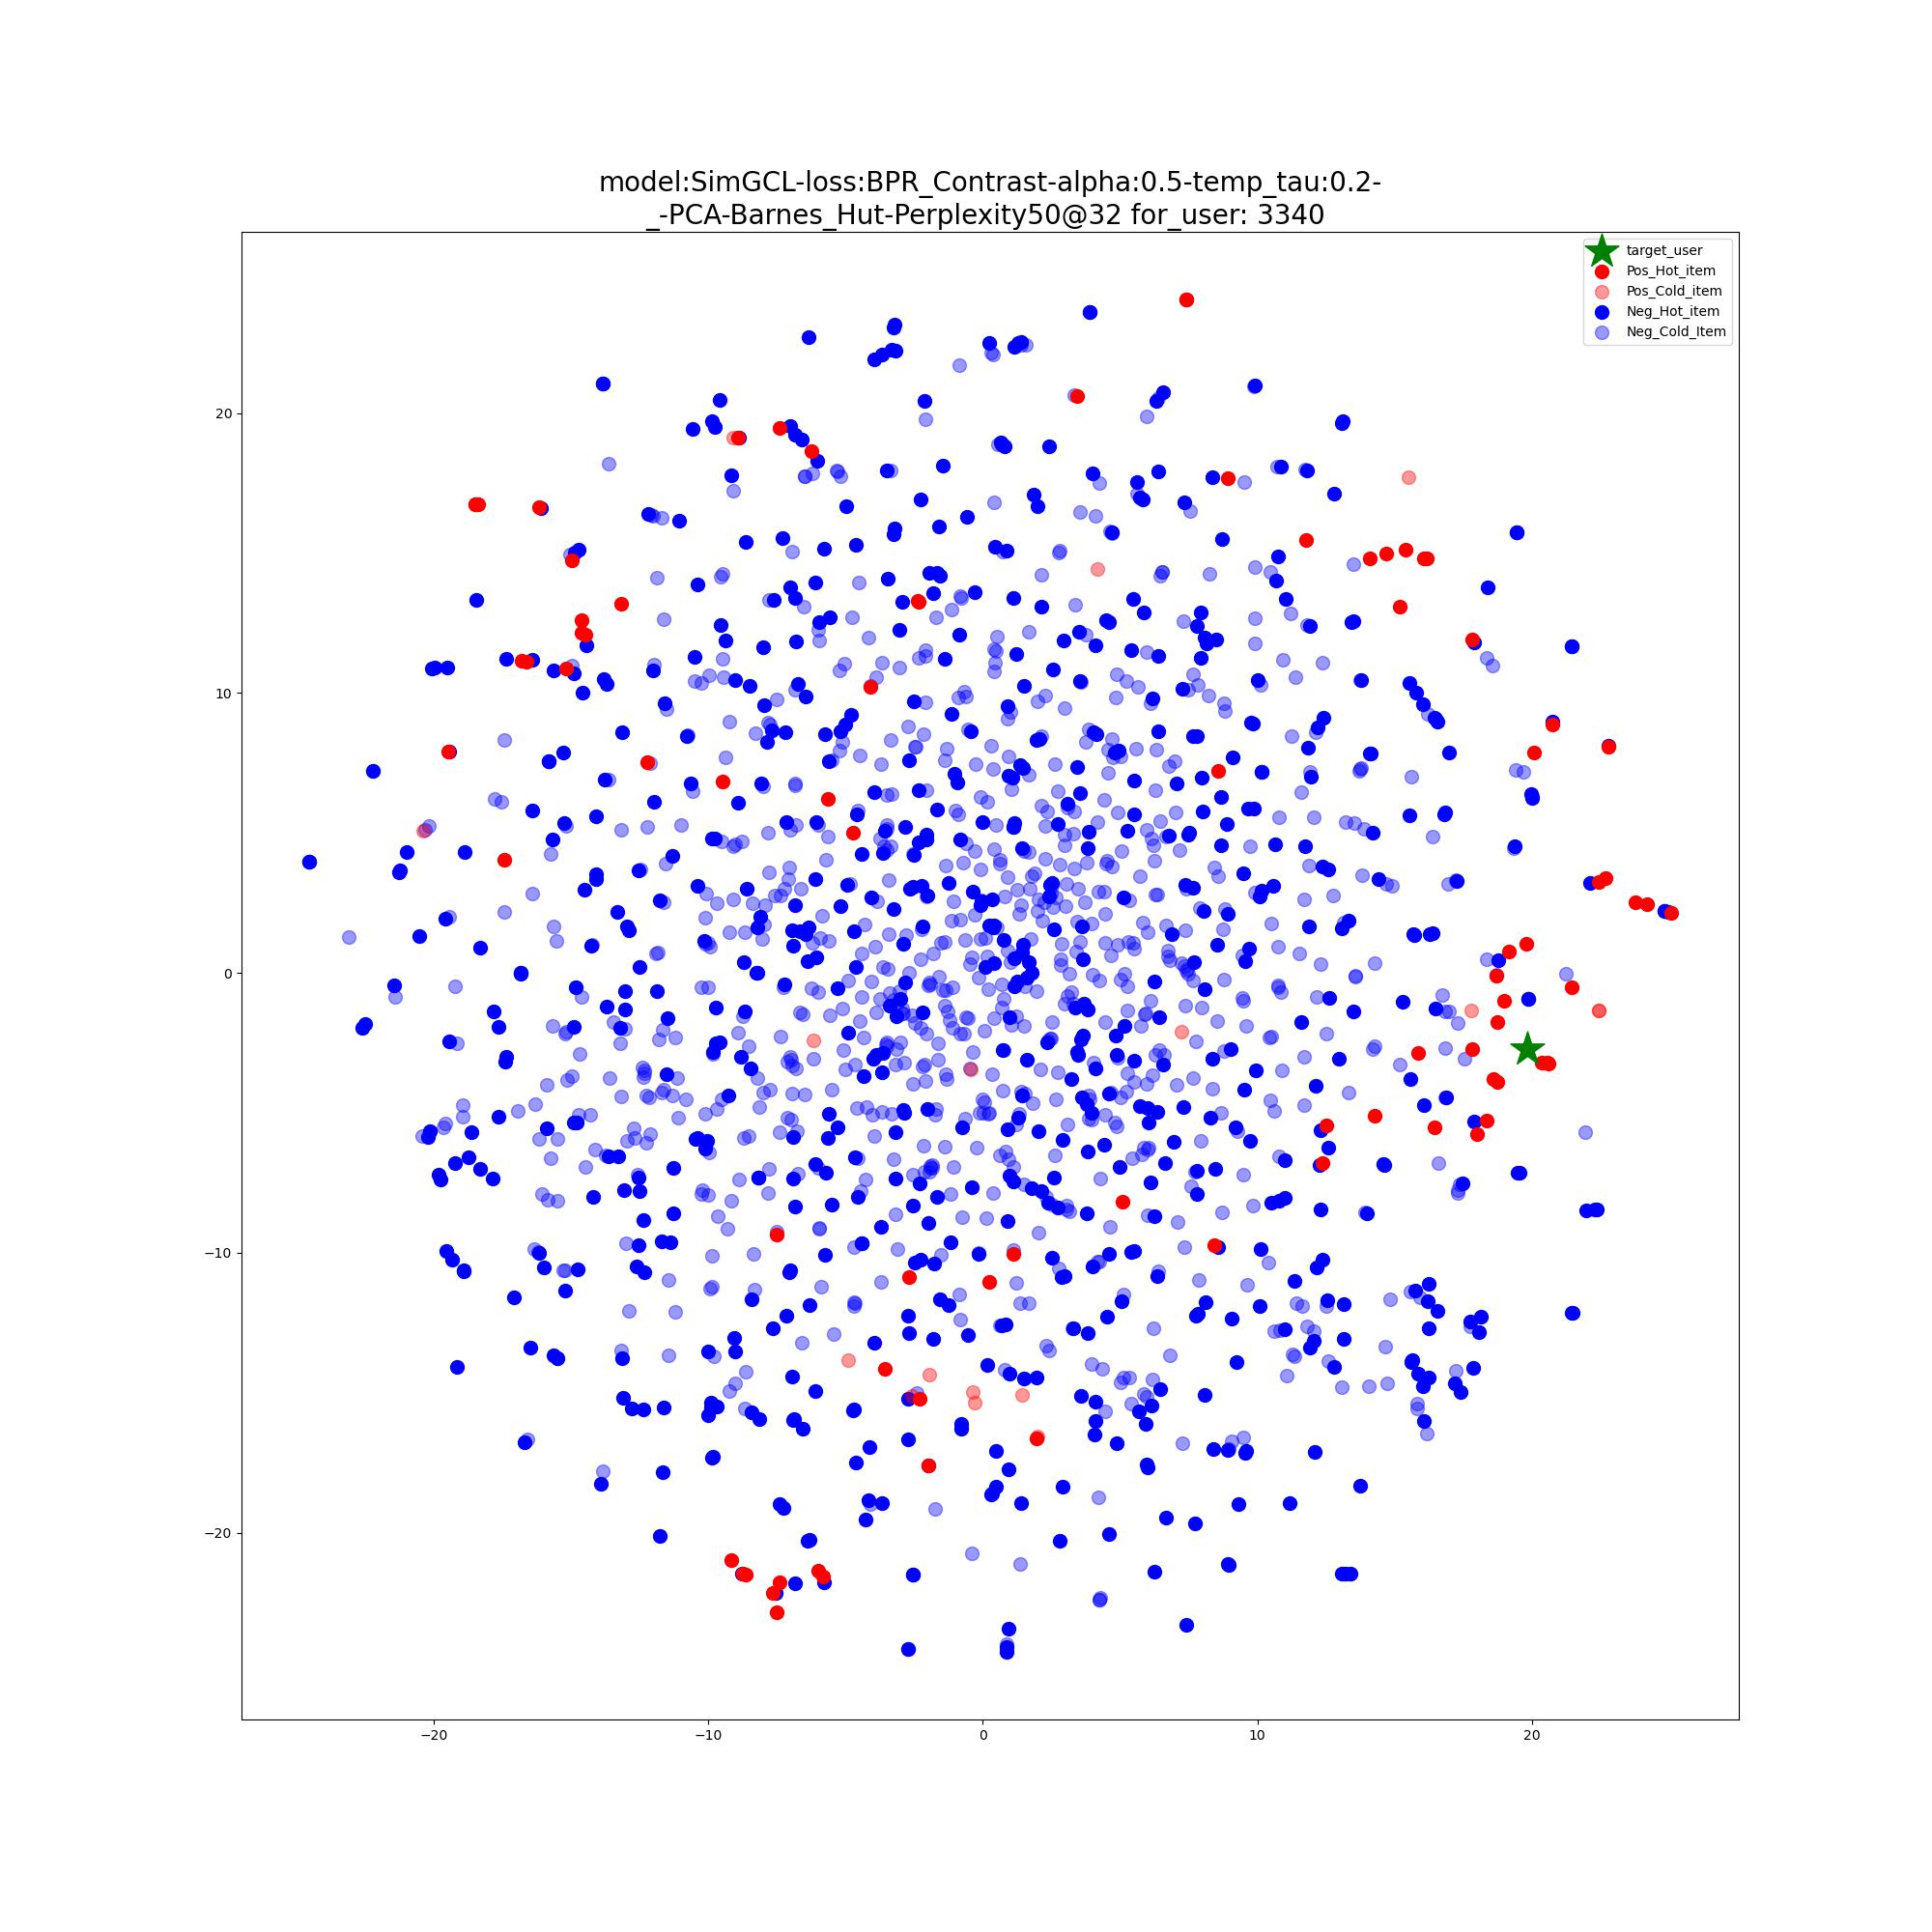 model:SimGCL-loss:BPR_Contrast-alpha:0.5-temp_tau:0.2-
_-PCA-Barnes_Hut-Perplexity50@32 for_user: 3340
target_user
Pos_Hot_item
Pos_Cold_item
Neg_Hot_item
Neg_Cold_Item
20
10
0
−10
−20
−20
−10
0
10
20